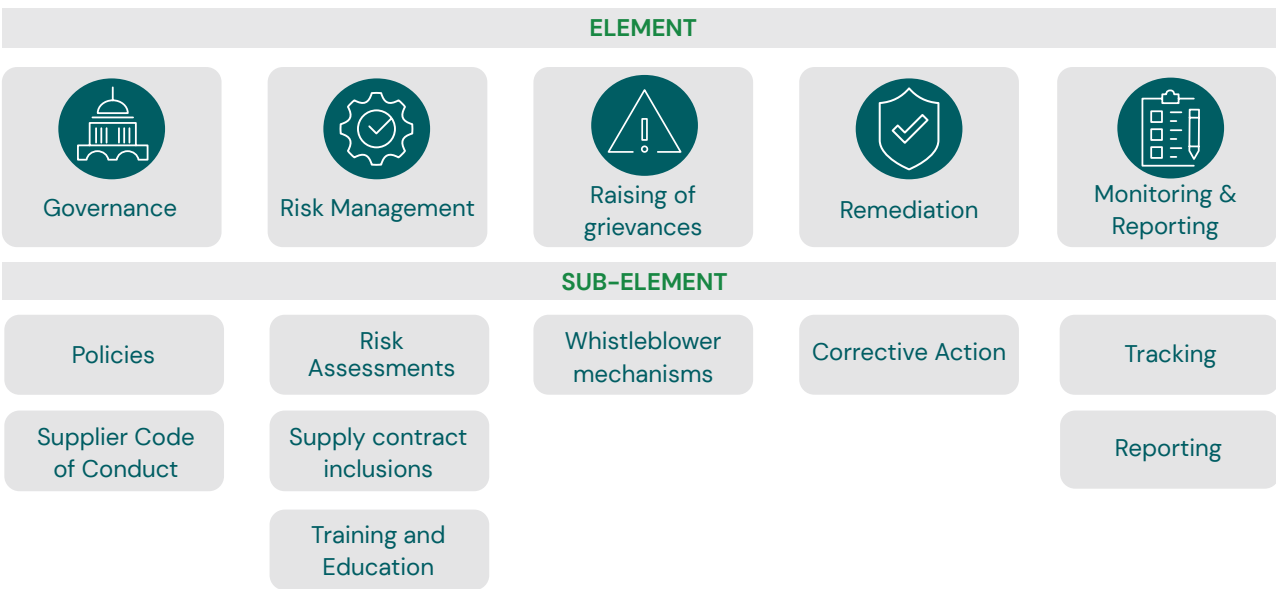 ELEMENT
Governance
Risk Management
Raising of
grievances
Remediation
Monitoring &
Reporting
SUB-ELEMENT
Policies
Risk
Assessments
Whistleblower
mechanisms
Corrective Action
Tracking
Supplier Code
of Conduct
Supply contract
inclusions
Reporting
Training and
Education